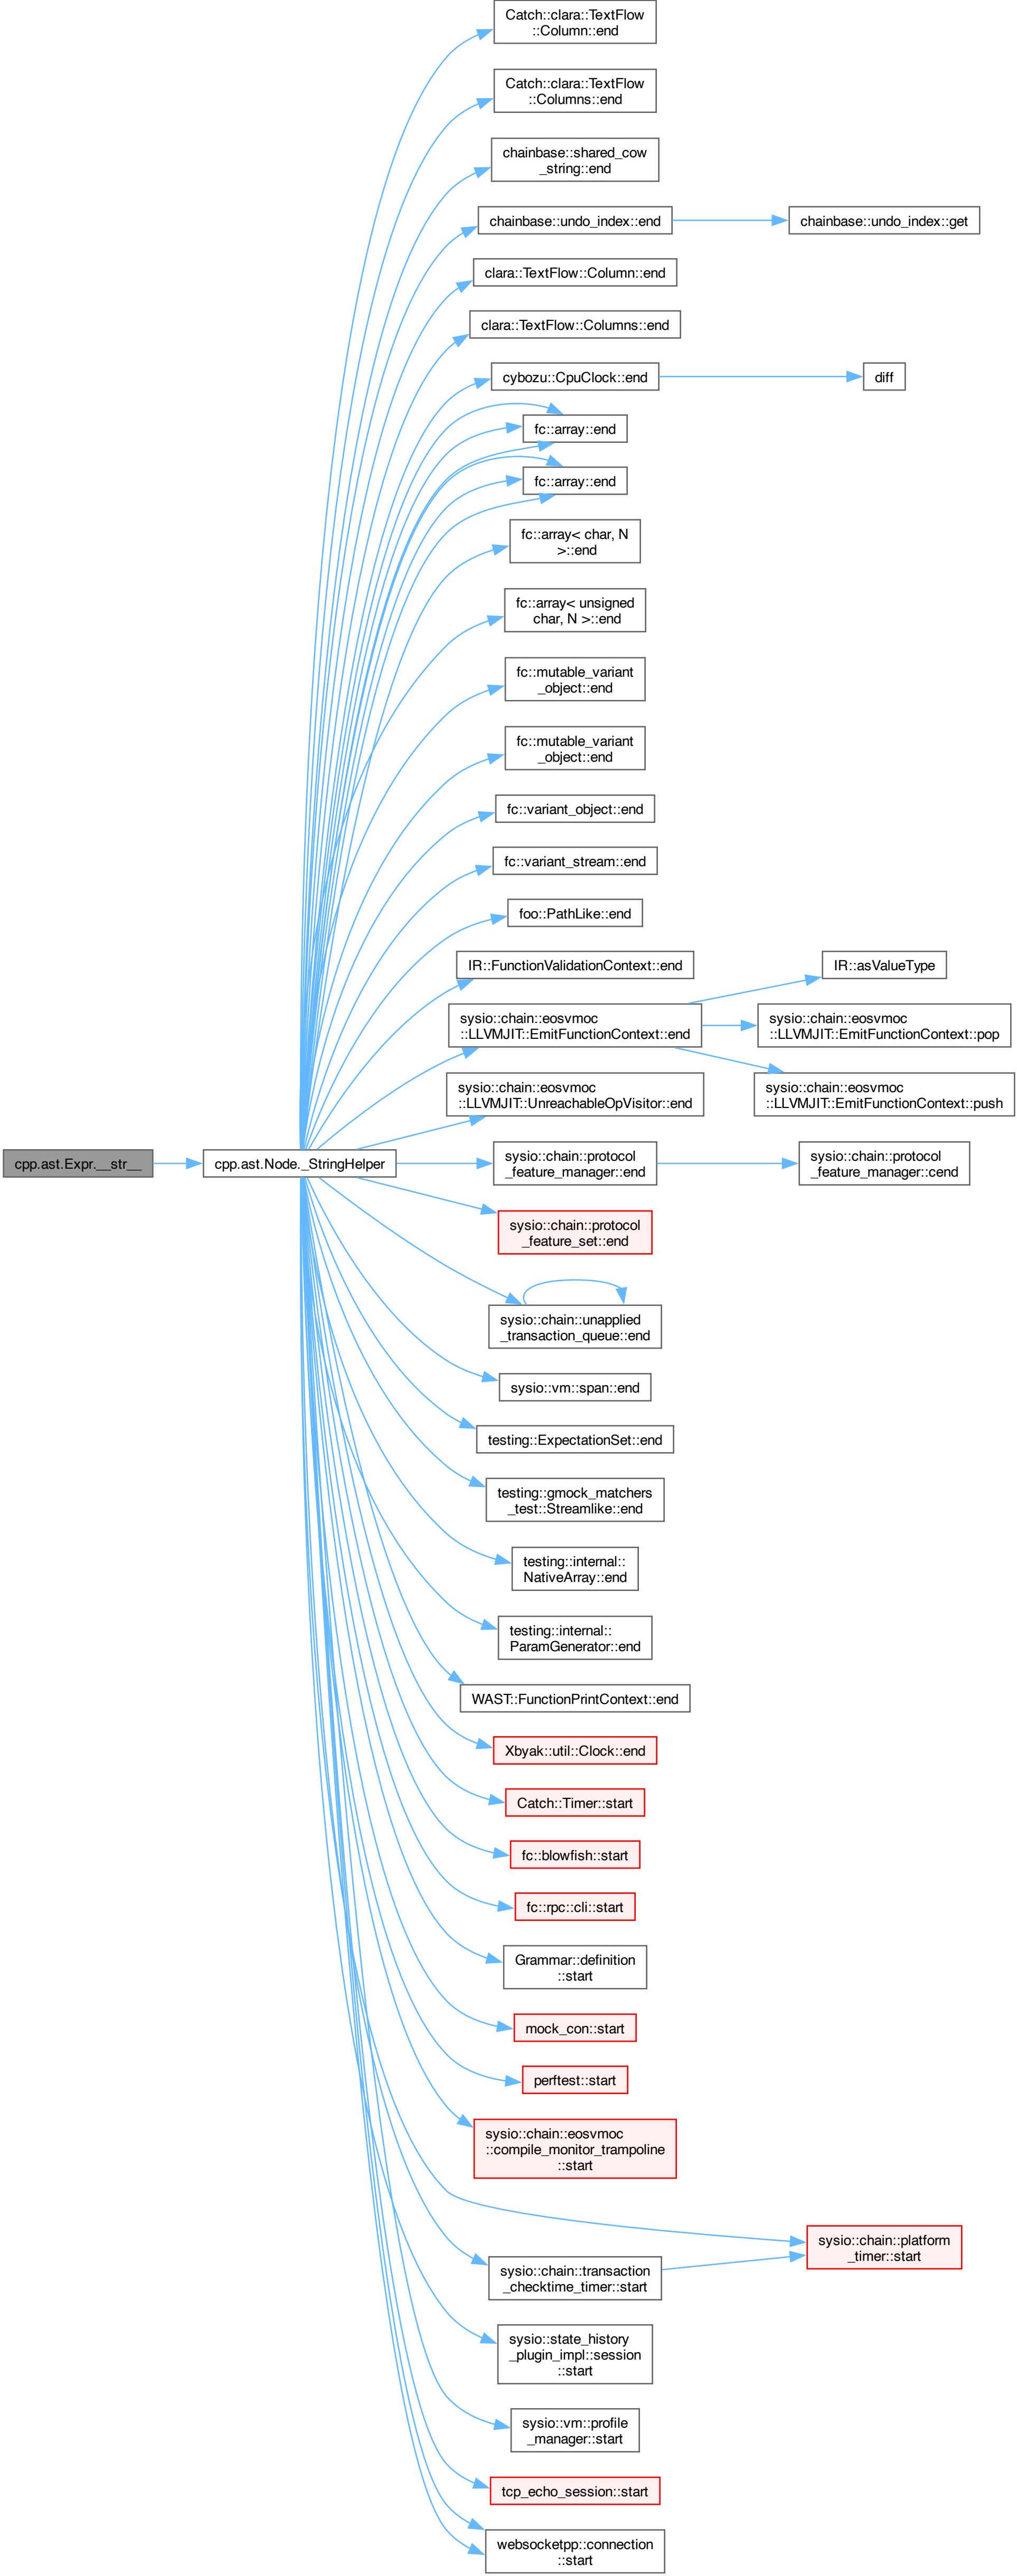 cpp.ast.Expr.__str__
cpp.ast.Node._StringHelper
Catch::clara::TextFlow
::Column::end
Catch::clara::TextFlow
::Columns::end
chainbase::shared_cow
_string::end
chainbase::undo_index::end
chainbase::undo_index::get
clara::TextFlow::Column::end
clara::TextFlow::Columns::end
cybozu::CpuClock::end
diff
fc::array::end
fc::array::end
fc::array< char, N
>::end
fc::array< unsigned
char, N >::end
fc::mutable_variant
_object::end
fc::mutable_variant
_object::end
fc::variant_object::end
fc::variant_stream::end
foo::PathLike::end
IR::FunctionValidationContext::end
sysio::chain::eosvmoc
::LLVMJIT::EmitFunctionContext::end
IR::asValueType
sysio::chain::eosvmoc
::LLVMJIT::EmitFunctionContext::pop
sysio::chain::eosvmoc
::LLVMJIT::EmitFunctionContext::push
sysio::chain::eosvmoc
::LLVMJIT::UnreachableOpVisitor::end
sysio::chain::protocol
_feature_manager::end
sysio::chain::protocol
_feature_manager::cend
sysio::chain::protocol
_feature_set::end
sysio::chain::unapplied
_transaction_queue::end
sysio::vm::span::end
testing::ExpectationSet::end
testing::gmock_matchers
_test::Streamlike::end
testing::internal::
NativeArray::end
testing::internal::
ParamGenerator::end
WAST::FunctionPrintContext::end
Xbyak::util::Clock::end
Catch::Timer::start
fc::blowfish::start
fc::rpc::cli::start
Grammar::definition
::start
mock_con::start
perftest::start
sysio::chain::eosvmoc
::compile_monitor_trampoline
::start
sysio::chain::platform
_timer::start
sysio::chain::transaction
_checktime_timer::start
sysio::state_history
_plugin_impl::session
::start
sysio::vm::profile
_manager::start
tcp_echo_session::start
websocketpp::connection
::start